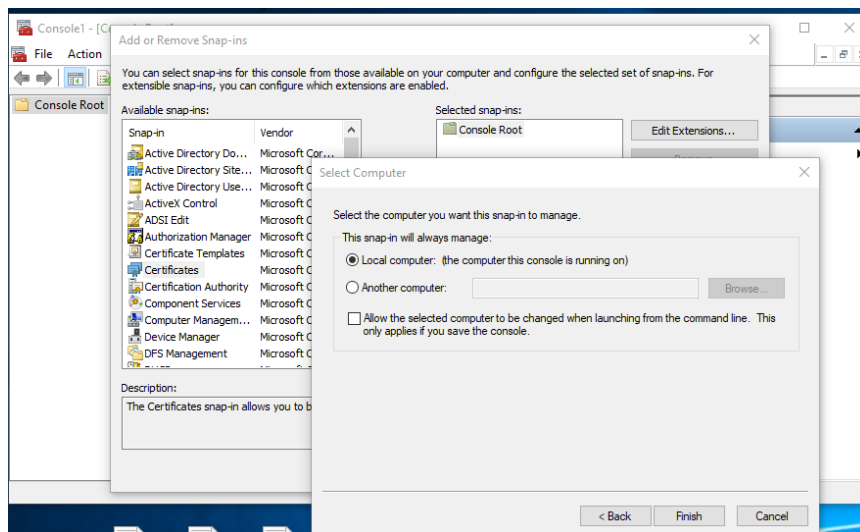 Console1 - [C
File Action
Console Root
Add or Remove Snap-ins
You can select snap-ins for this console from those available on your computer and configure the selected set of snap-ins. For
extensible snap-ins, you can configure which extensions are enabled.
Available snap-ins:
Snap-in Vendor
Active Directory Do... Microsoft Cor...
Active Directory Site... Microsoft C
Active Directory Use... Microsoft C
ActiveX Control Microsoft C
ADSI Edit Microsoft C
Authorization Manager Microsoft C
Certificate Templates Microsoft C
Certificates Microsoft C
Certification Authority Microsoft C
Component Services Microsoft C
Computer Managem... Microsoft C
Device Manager Microsoft C
DFS Management Microsoft C
Selected snap-ins:
Console Root
Edit Extensions...
Description:
The Certificates snap-in allows you to b
Select Computer
Select the computer you want this snap-in to manage.
This snap-in will always manage:
Local computer: (the computer this console is running on)
Another computer:
Browse...
Allow the selected computer to be changed when launching from the command line. This
only applies if you save the console.
< Back Finish Cancel